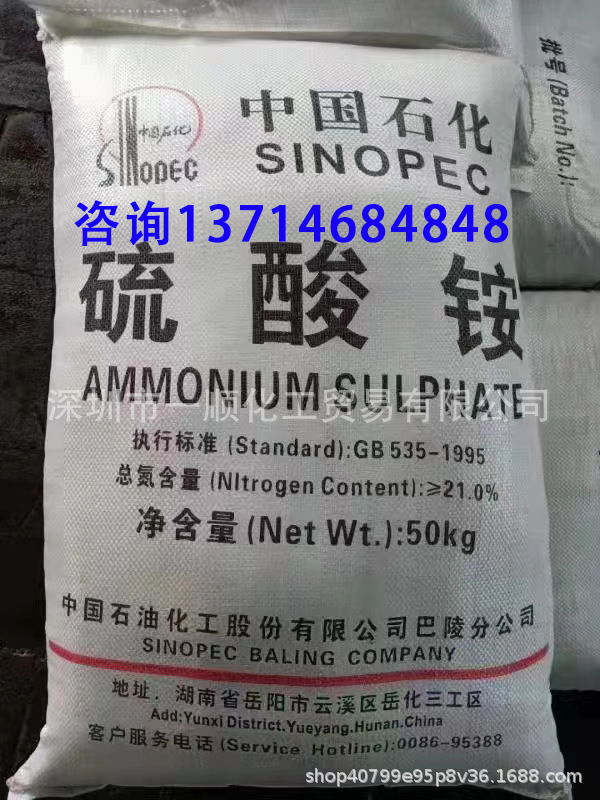 中国石化
SINOPEC
中国石化
SINOPEC
批号(Batch No.):
咨询13714684848
硫酸铵
AMMONIUM SULPHATE
深圳市一顺化工贸易有限公司
执行标准(Standard):GB 535-1995
总氮含量(NItrogen Content):≥21.0%
净含量(Net Wt.):50kg
中国石油化工股份有限公司巴陵分公司
SINOPEC BALING COMPANY
地址:湖南省岳阳市云溪区岳化三工区
Add:Yunxi District.Yueyang.Hunan.China
客户服务电话(Service Hotline):0086-95388
shop40799e95p8v36.1688.com